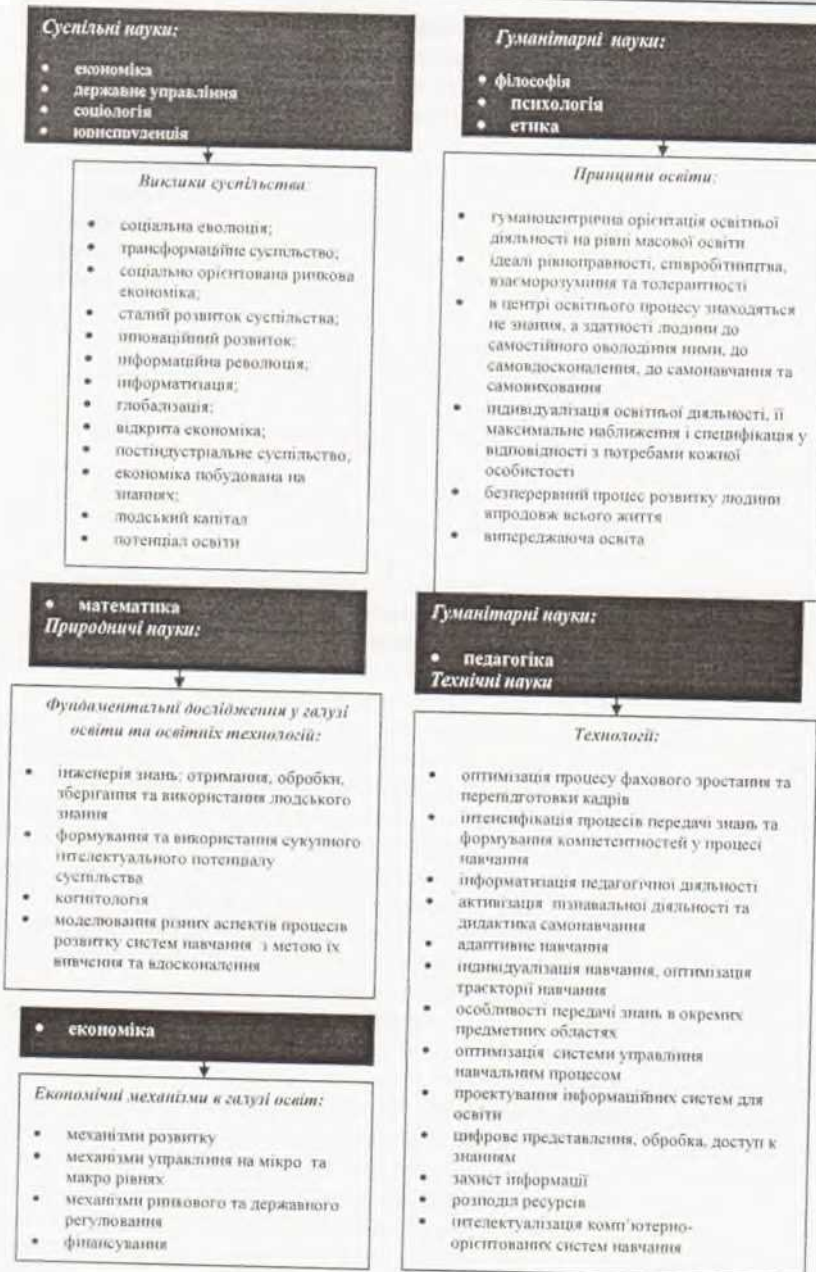 Суспільні науки:
• економіка
• державне управління
• соціологія
• юриспруденція
Виклики суспільства:
• соціальна еволюція;
• трансформаційне суспільство;
• соціально орієнтована ринкова
економіка;
• сталий розвиток суспільства;
• інноваційний розвиток;
• інформаційна революція;
• інформатизація;
• глобалізація;
• відкрита економіка;
• постіндустріальне суспільство;
• економіка побудована на
знаннях;
• людський капітал
• потенціал освіти
Гуманітарні науки:
• філософія
• психологія
• етика
Принципи освіти:
• гуманоцентрична орієнтація освітньої
діяльності на рівні масової освіти
• ідеалі рівноправності, співробітництва,
взаєморозуміння та толерантності
• в центрі освітнього процесу знаходяться
не знання, а здатності людини до
самостійного оволодіння ними, до
самовдосконалення, до самонавчання та
самовиховання
• індивідуалізація освітньої діяльності, її
максимальне наближення і специфікація у
відповідності з потребами кожної
особистості
• безперервний процес розвитку людини
впродовж всього життя
• випереджаюча освіта
• математика
Природничі науки:
Фундаментальні дослідження у галузі
освіти та освітніх технологій:
• інженерія знань: отримання, обробки,
зберігання та використання людського
знання
• формування та використання сукупного
інтелектуального потенціалу
суспільства
• когнітологія
• моделювання різних аспектів процесів
розвитку систем навчання з метою їх
вивчення та вдосконалення
• економіка
Економічні механізми в галузі освіт:
• механізми розвитку
• механізми управління на мікро та
макро рівнях
• механізми ринкового та державного
регулювання
• фінансування
Гуманітарні науки:
• педагогіка
Технічні науки
Технології:
• оптимізація процесу фахового зростання та
перепідготовки кадрів
• інтенсифікація процесів передачі знань та
формування компетентностей у процесі
навчання
• інформатизація педагогічної діяльності
• активізація пізнавальної діяльності та
дидактика самонавчання
• адаптивне навчання
• індивідуалізація навчання, оптимізація
траєкторії навчання
• особливості передачі знань в окремих
предметних областях
• оптимізація системи управління
навчальним процесом
• проектування інформаційних систем для
освіти
• цифрове представлення, обробка, доступ к
знанням
• захист інформації
• розподіл ресурсів
• інтелектуалізація комп'ютерно-
орієнтованих систем навчання